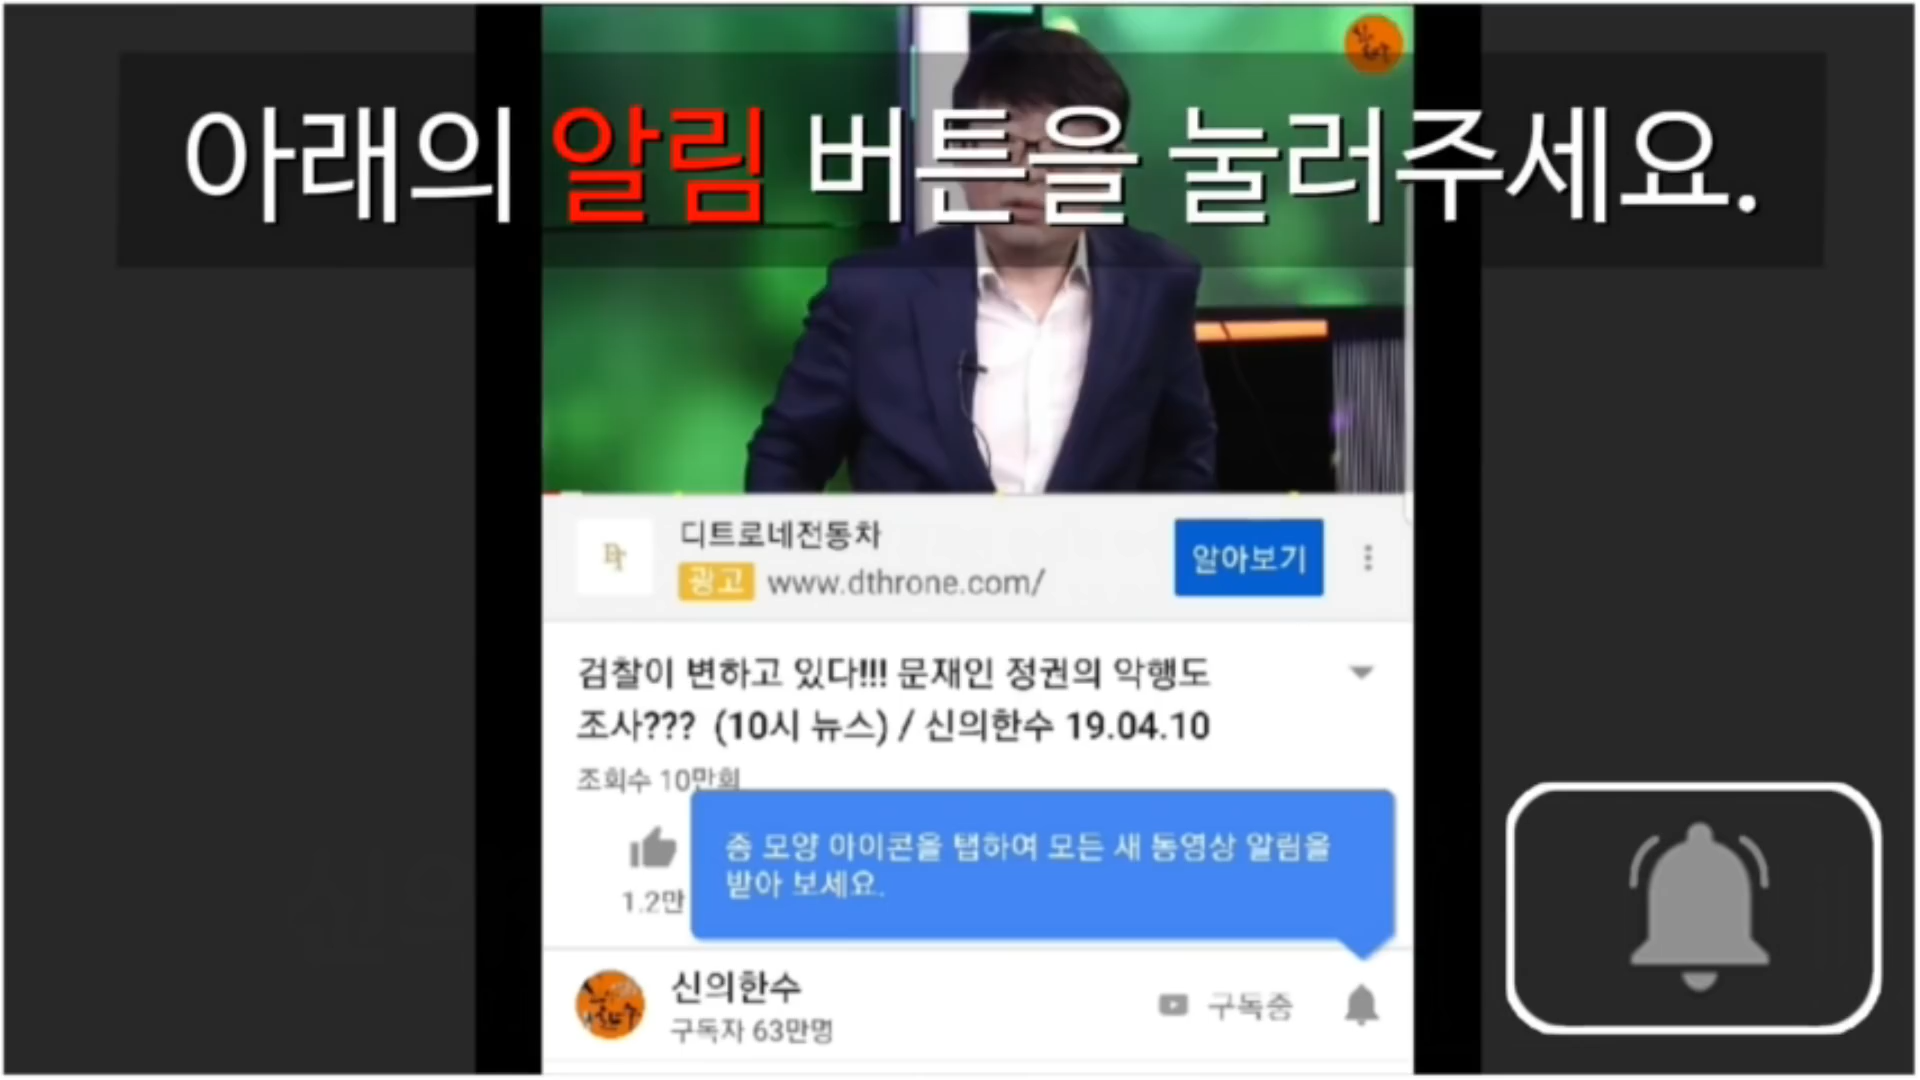 아래의 알림 버튼을 눌러주세요.
디트로네전동차
광고 www.dthrone.com/
알아보기
검찰이 변하고 있다!!! 문재인 정권의 악행도
조사??? (10시 뉴스) / 신의한수 19.04.10
조회수 10만회
종 모양 아이콘을 탭하여 모든 새 동영상 알림을
받아 보세요.
1.2만
신의한수
구독자 63만명
구독중